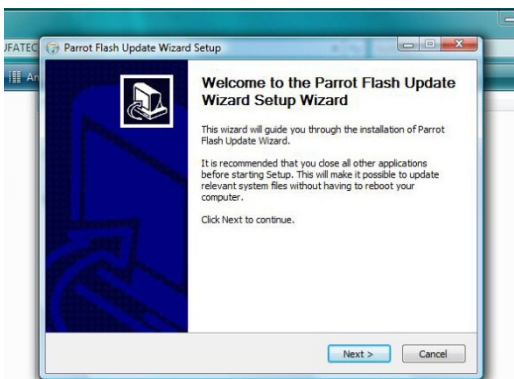 UFATEC
Parrot Flash Update Wizard Setup
An
Welcome to the Parrot Flash Update
Wizard Setup Wizard
This wizard will guide you through the installation of Parrot
Flash Update Wizard.
It is recommended that you close all other applications
before starting Setup. This will make it possible to update
relevant system files without having to reboot your
computer.
Click Next to continue.
Next >
Cancel